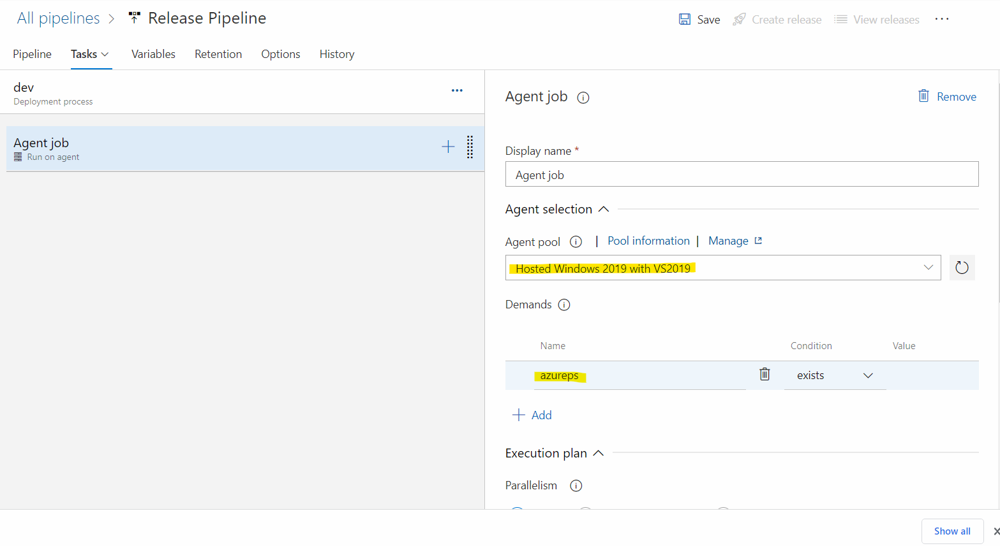 All pipelines > Release Pipeline
Save Create release View releases ...
Pipeline Tasks Variables Retention Options History
dev
Deployment process
Agent job
Run on agent
Agent job
Remove
Display name *
Agent job
Agent selection
Agent pool | Pool information | Manage
Hosted Windows 2019 with VS2019
Demands
Name Condition Value
azureps exists
+ Add
Execution plan
Parallelism
Show all